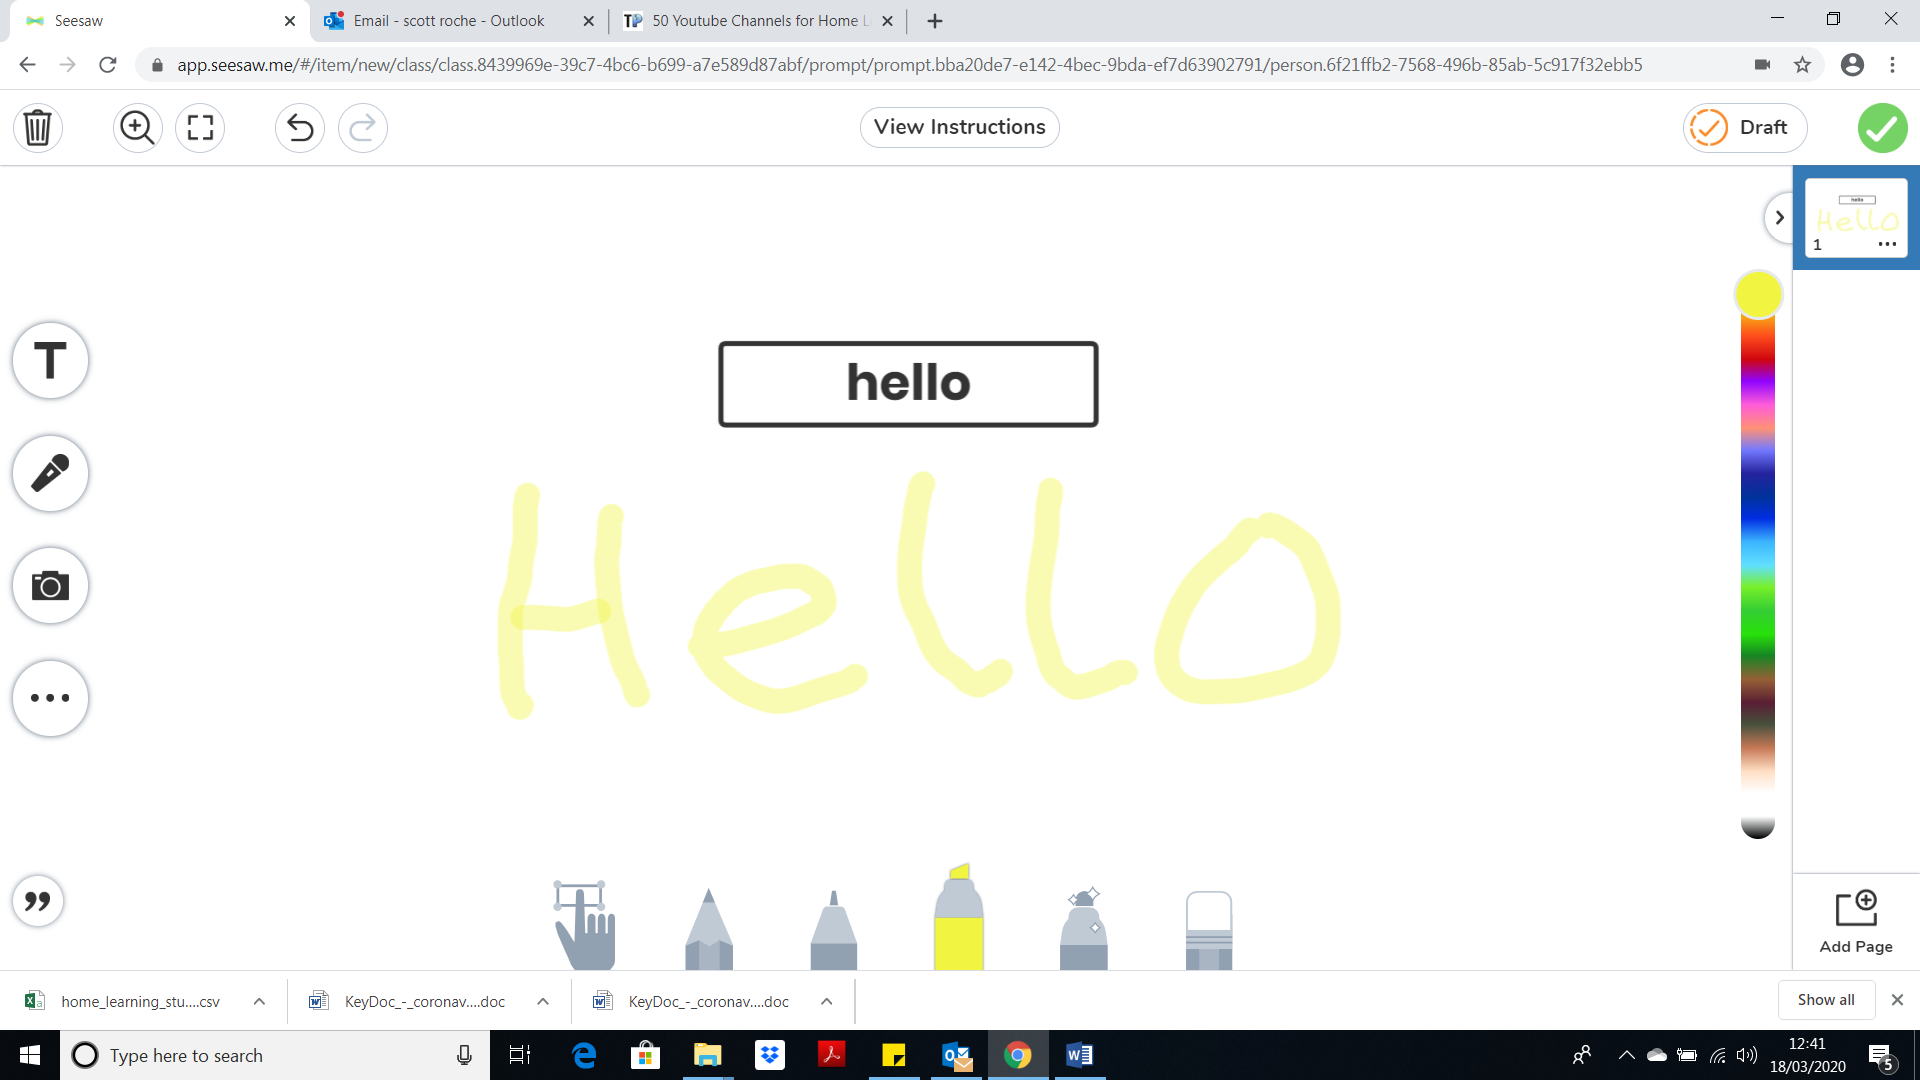 Seesaw
Email - scott roche - Outlook
50 Youtube Channels for Home L
app.seesaw.me/#/item/new/class/class.8439969e-39c7-4bc6-b699-a7e589d87abf/prompt/prompt.bba20de7-e142-4bec-9bda-ef7d63902791/person.6f21ffb2-7568-496b-85ab-5c917f32ebb5
View Instructions
Draft
hello
Hello
1
T
hello
Hello
Add Page
home_learning_stu....csv
KeyDoc_-_coronav....doc
KeyDoc_-_coronav....doc
Show all
Type here to search
12:41
18/03/2020
5